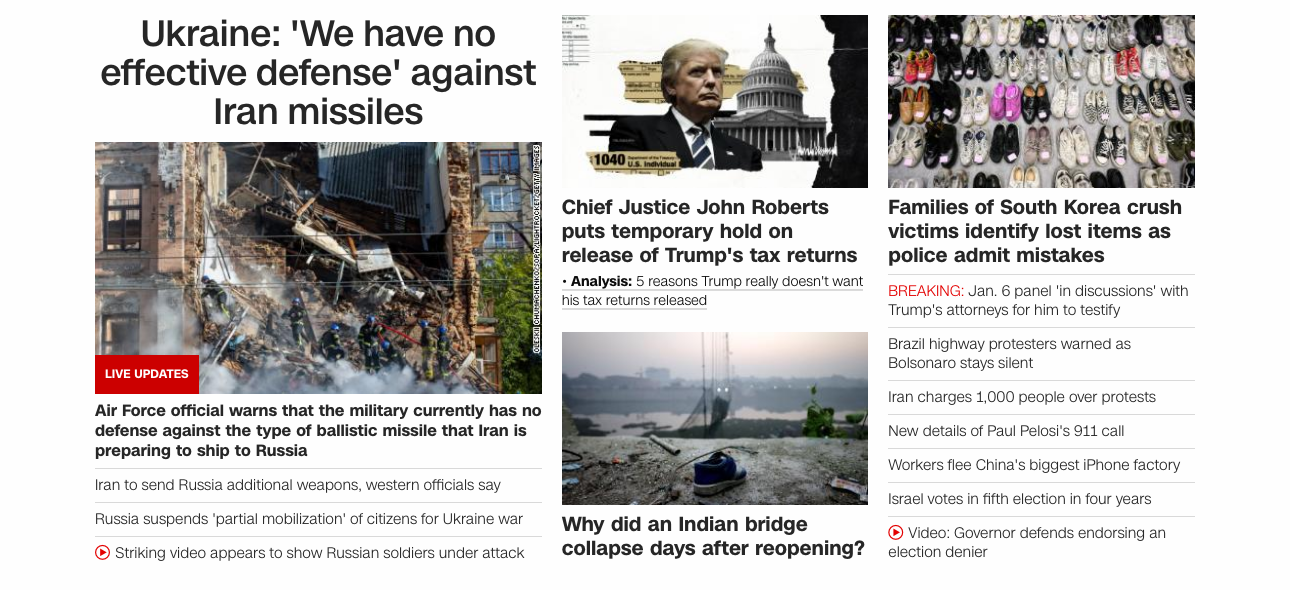 Ukraine: 'We have no
effective defense' against
Iran missiles
LIVE UPDATES
Air Force official warns that the military currently has no
defense against the type of ballistic missile that Iran is
preparing to ship to Russia
Iran to send Russia additional weapons, western officials say
Russia suspends 'partial mobilization' of citizens for Ukraine war
Striking video appears to show Russian soldiers under attack
1040
U.S. Individual
Chief Justice John Roberts
puts temporary hold on
release of Trump's tax returns
• Analysis: 5 reasons Trump really doesn't want
his tax returns released
Why did an Indian bridge
collapse days after reopening?
Families of South Korea crush
victims identify lost items as
police admit mistakes
BREAKING: Jan. 6 panel 'in discussions' with
Trump's attorneys for him to testify
Brazil highway protesters warned as
Bolsonaro stays silent
Iran charges 1,000 people over protests
New details of Paul Pelosi's 911 call
Workers flee China's biggest iPhone factory
Israel votes in fifth election in four years
Video: Governor defends endorsing an
election denier